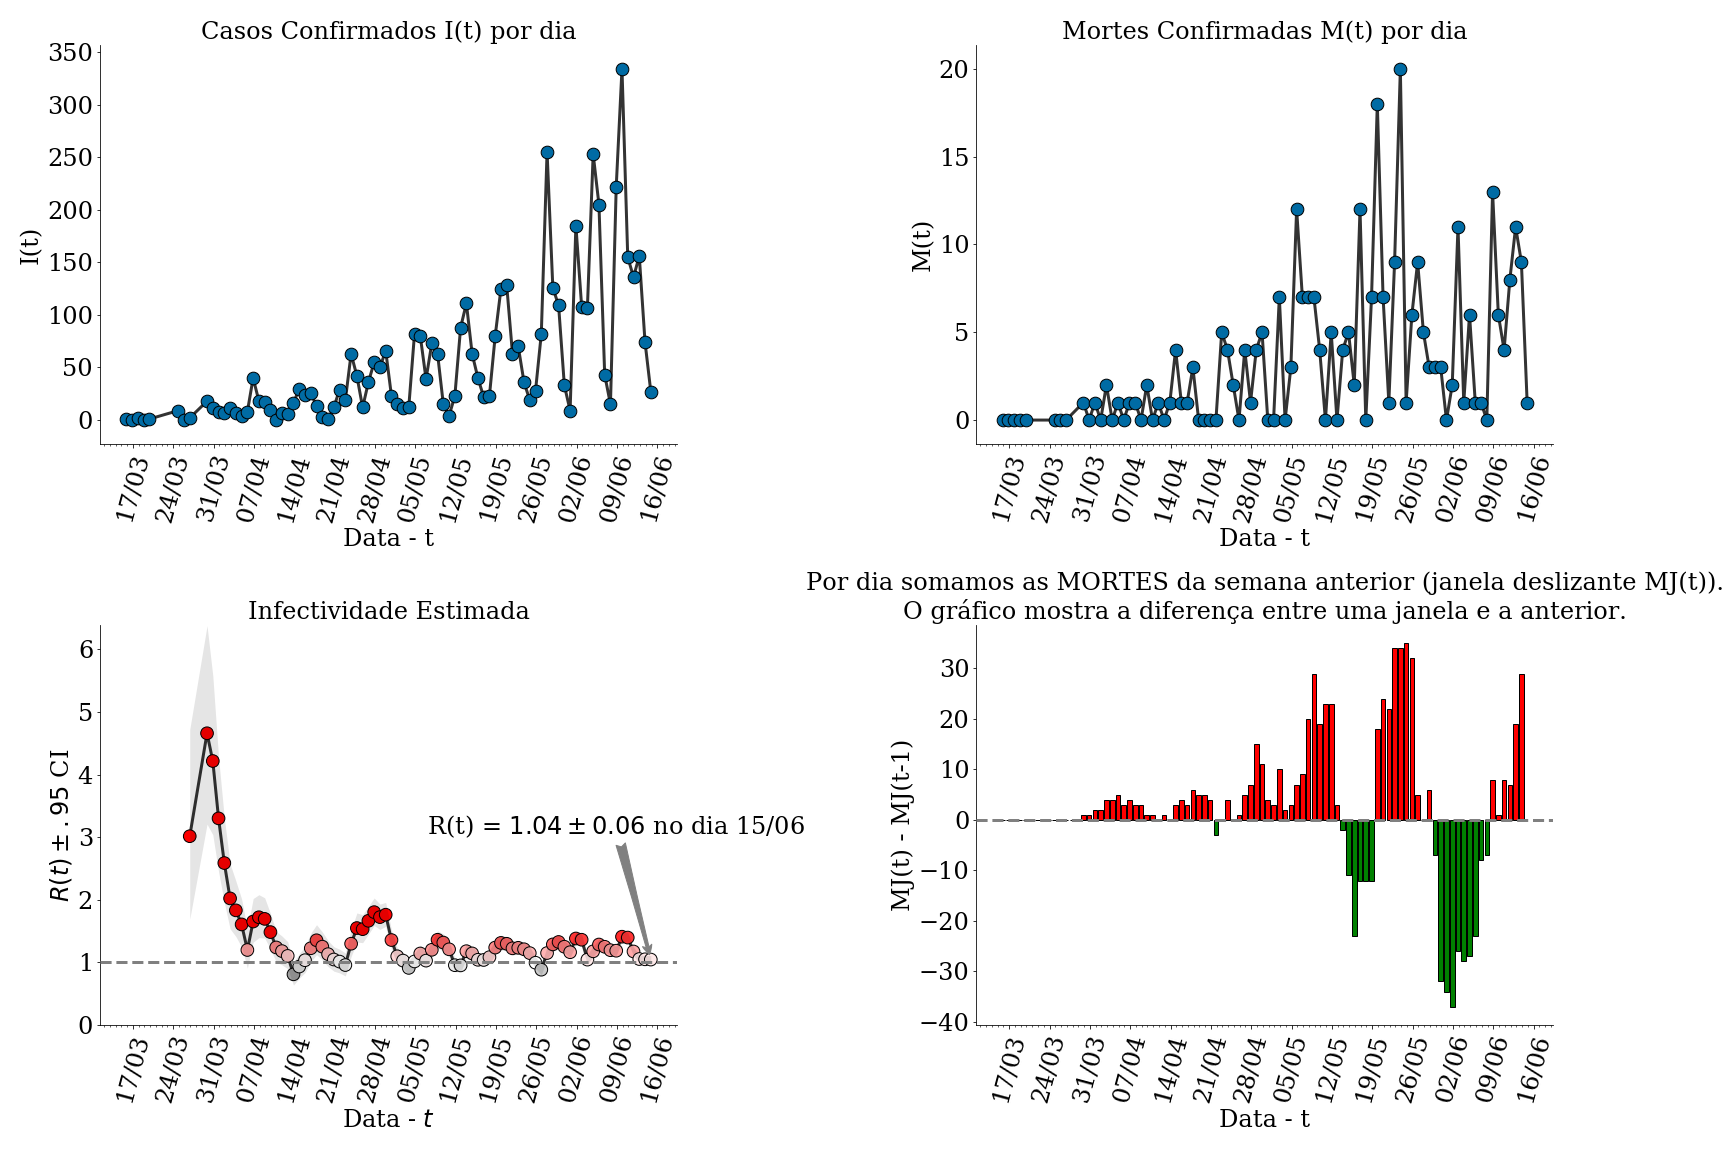 Casos Confirmados I(t) por dia
350
300
250
200
150
100
50
0
I(t)
17/03 24/03 31/03 07/04 14/04 21/04 28/04 05/05 12/05 19/05 26/05 02/06 09/06 16/06
Data - t
Mortes Confirmadas M(t) por dia
20
15
10
5
0
M(t)
17/03 24/03 31/03 07/04 14/04 21/04 28/04 05/05 12/05 19/05 26/05 02/06 09/06 16/06
Data - t
Infectividade Estimada
6
5
4
3
2
1
0
R(t) ± .95 CI
R(t) = 1.04 ± 0.06 no dia 15/06
17/03 24/03 31/03 07/04 14/04 21/04 28/04 05/05 12/05 19/05 26/05 02/06 09/06 16/06
Data - t
Por dia somamos as MORTES da semana anterior (janela deslizante MJ(t)).
O gráfico mostra a diferença entre uma janela e a anterior.
30
20
10
0
−10
−20
−30
−40
MJ(t) - MJ(t-1)
17/03 24/03 31/03 07/04 14/04 21/04 28/04 05/05 12/05 19/05 26/05 02/06 09/06 16/06
Data - t